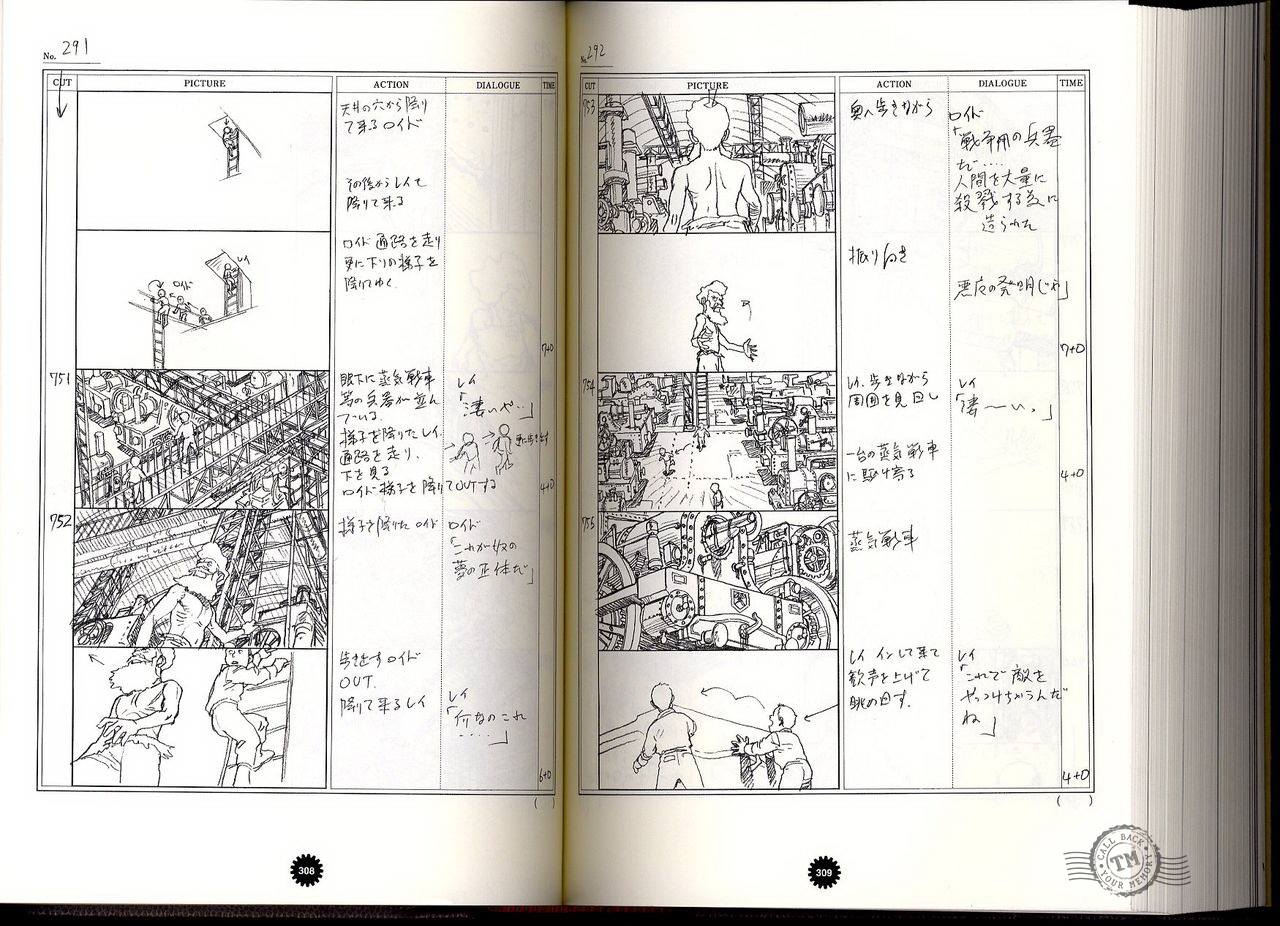 No. 291
CUT
PICTURE
ACTION
DIALOGUE
TIME
天井の穴から降り
て来るロイド
その後からレイも
降りて来る
ロイド通路を走り
更に下りの梯子を
降りてゆく
レイ
ロイド
7+0
751
眼下に蒸気戦車
等の兵器が並ん
でいる。
梯子を降りたレイ、
通路を走り、
下を見る
ロイド梯子を降りてOUTする
レイ
「凄いや…」
4+0
752
梯子を降りたロイド
ロイド
「これが奴の
夢の正体だ」
歩き出すロイド
OUT.
降りて来るレイ
レイ
「何なのこれ
……」
6+0
( )
308
No. 292
CUT
PICTURE
ACTION
DIALOGUE
TIME
753
奥へ歩きながら
ロイド
「戦争用の兵器
だ……
人間を大量に
殺戮する為に
造られた
振り向き
悪魔の発明じゃ」
7+0
754
レイ、歩きながら
周囲を見回し
レイ
「凄〜い。」
一台の蒸気戦車
に駆け寄る
4+0
755
蒸気戦車
レイ インして来て
歓声を上げて
眺め回す.
レイ
「これで敵を
やっつけちゃうんだ
ね」
4+0
( )
309
CALL BACK
TM
YOUR MEMORY